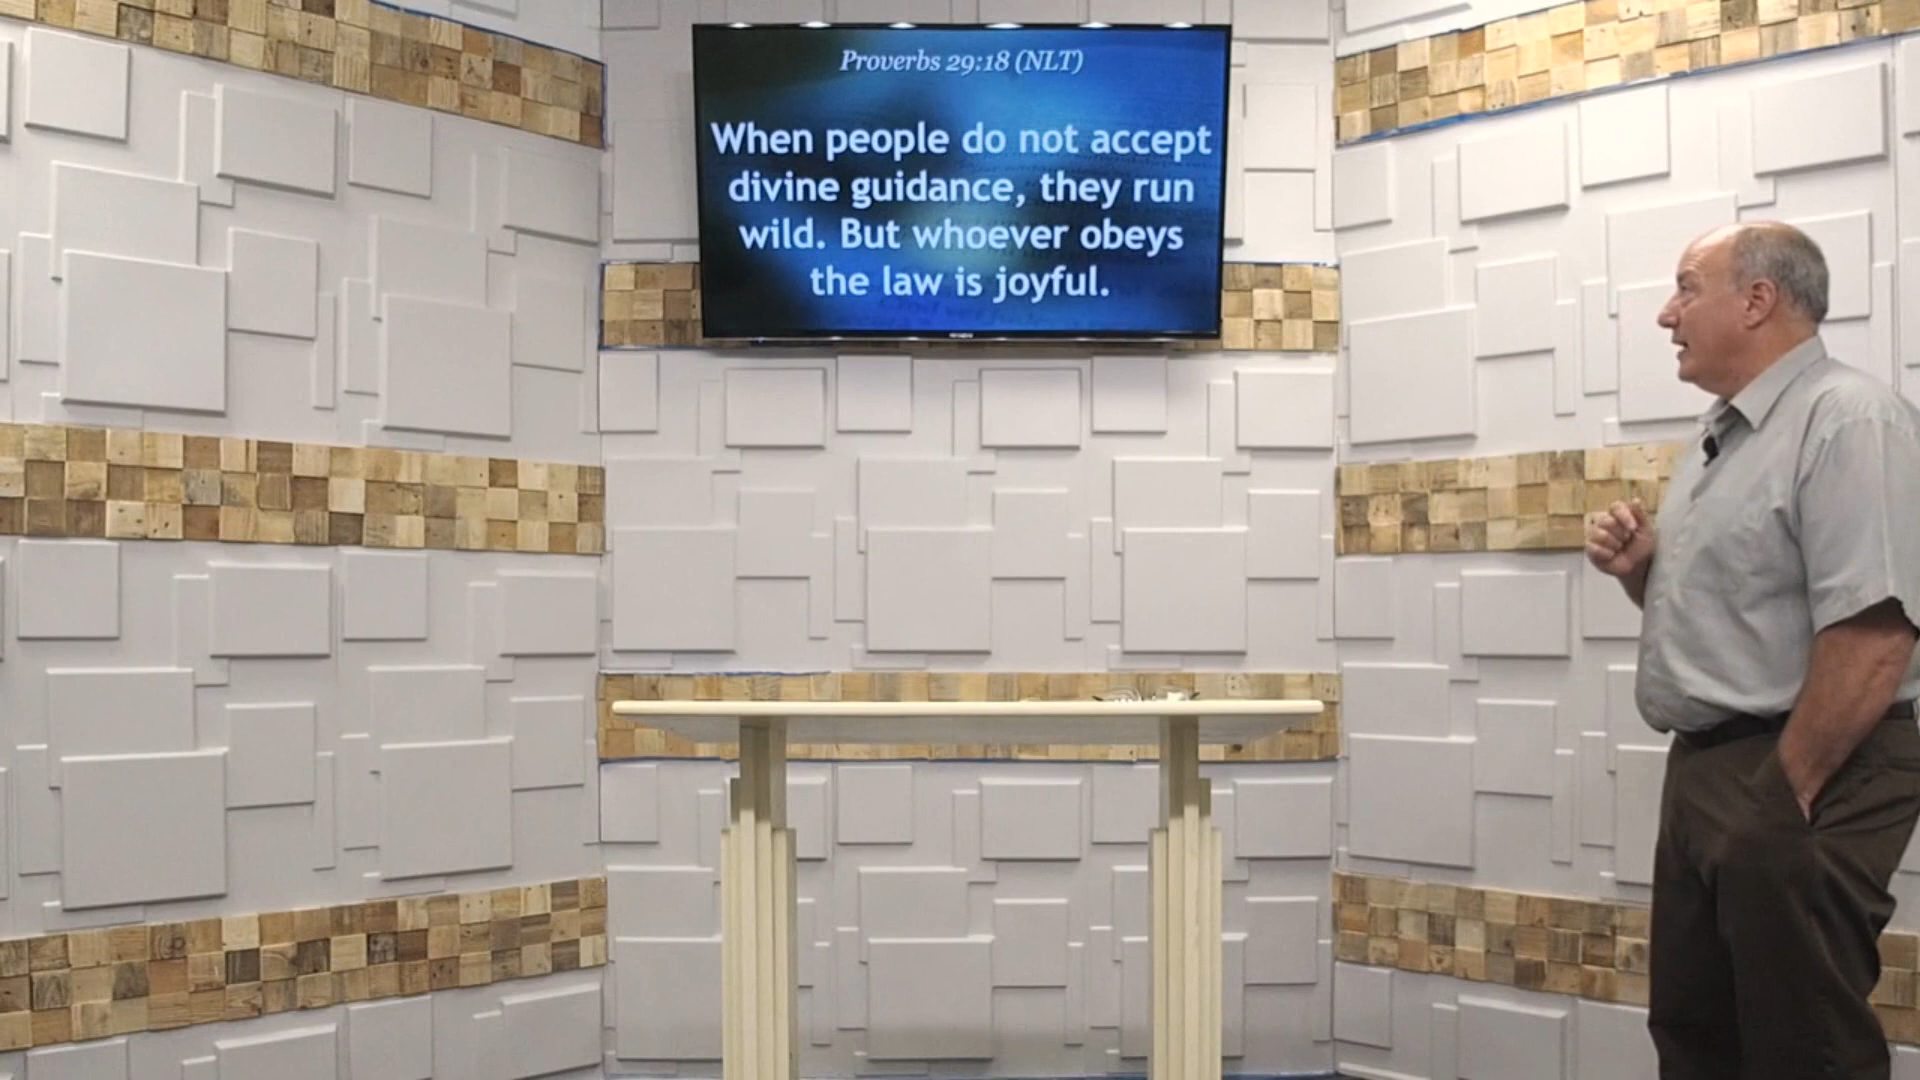 Proverbs 29:18 (NLT)
When people do not accept
divine guidance, they run
wild. But whoever obeys
the law is joyful.